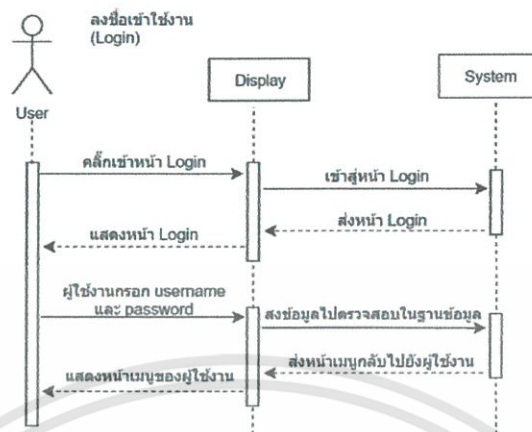 ลงชื่อเข้าใช้งาน
(Login)
User
Display
System
คลิ๊กเข้าหน้า Login
เข้าสู่หน้า Login
ส่งหน้า Login
แสดงหน้า Login
ผู้ใช้งานกรอก username
และ password
สงข้อมูลไปตรวจสอบในฐานข้อมูล
ส่งหน้าเมนูกลับไปยังผู้ใช้งาน
แสดงหน้าเมนูของผู้ใช้งาน